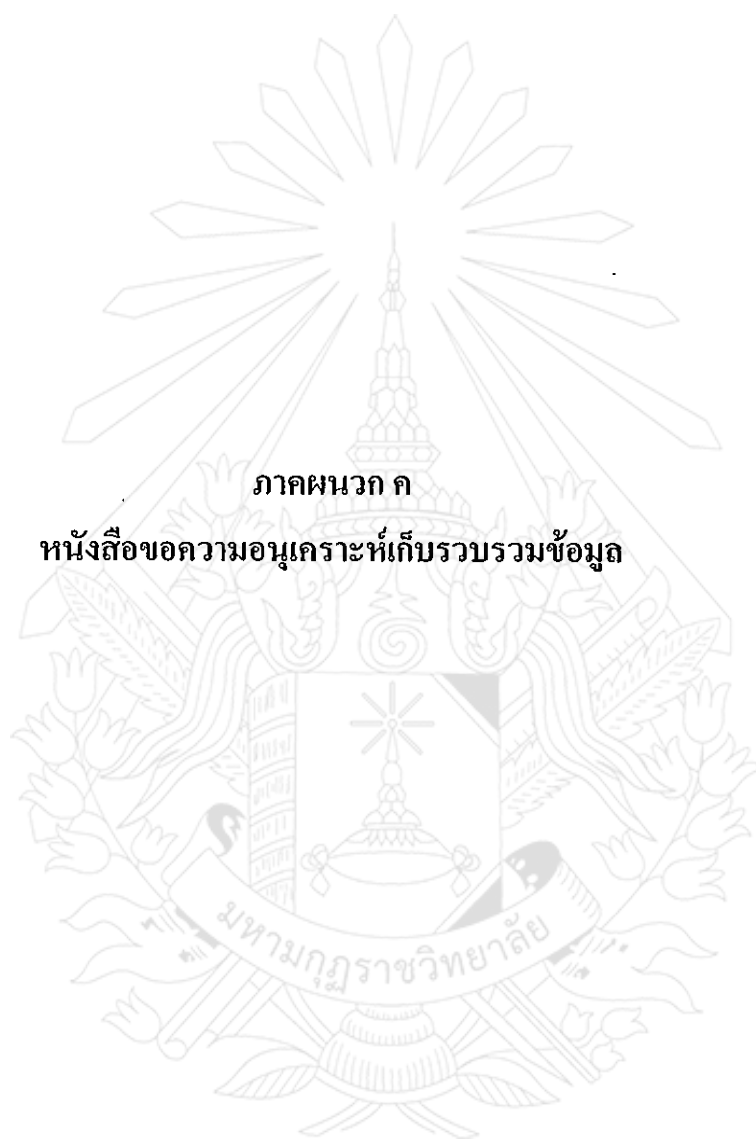 ภาคผนวก ค
หนังสือขอความอนุเคราะห์เก็บรวบรวมข้อมูล
มหามกุฏราชวิทยาลัย